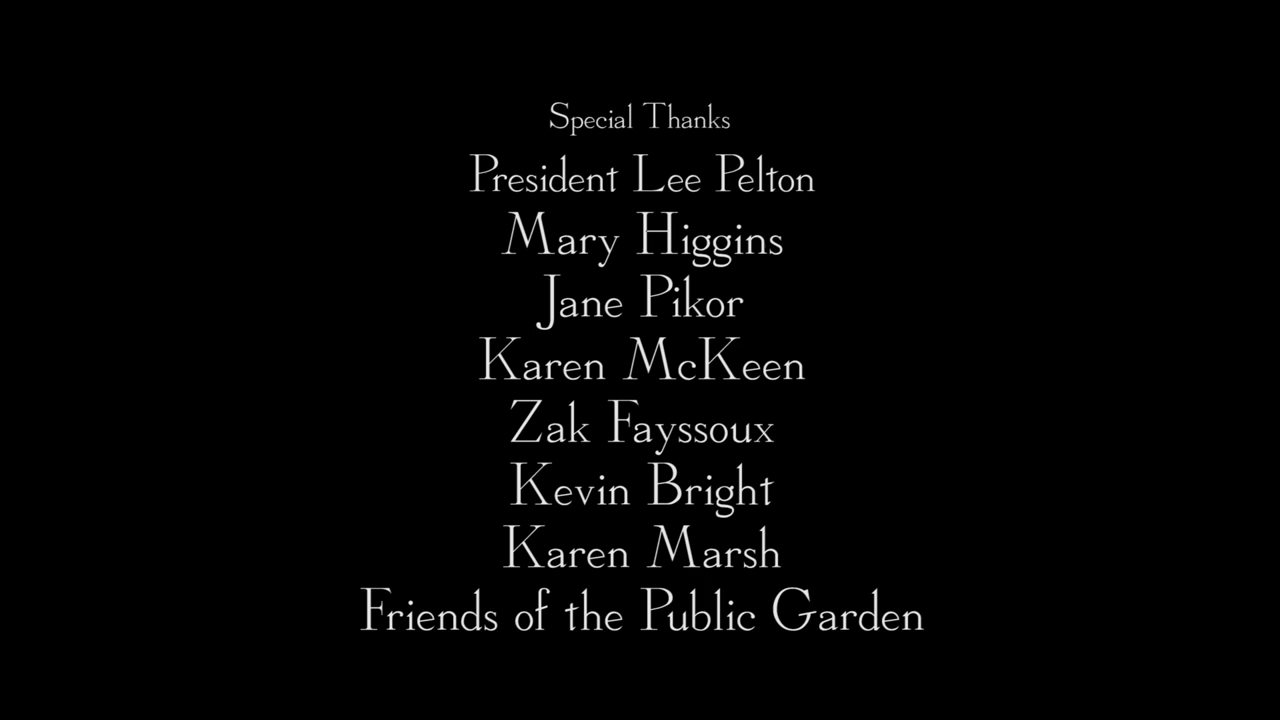 Special Thanks
President Lee Pelton
Mary Higgins
Jane Pikor
Karen McKeen
Zak Fayssoux
Kevin Bright
Karen Marsh
Friends of the Public Garden